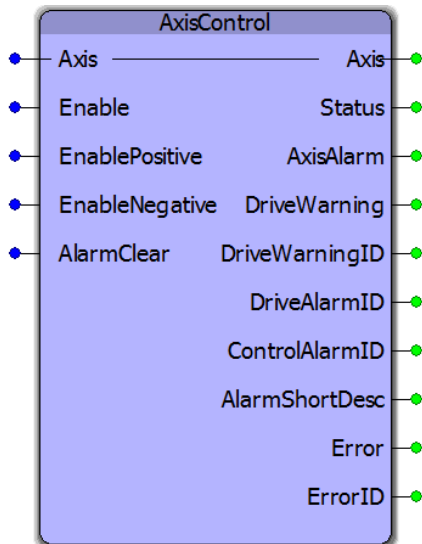 AxisControl
Axis Axis
Enable Status
EnablePositive AxisAlarm
EnableNegative DriveWarning
AlarmClear DriveWarningID
DriveAlarmID
ControlAlarmID
AlarmShortDesc
Error
ErrorID